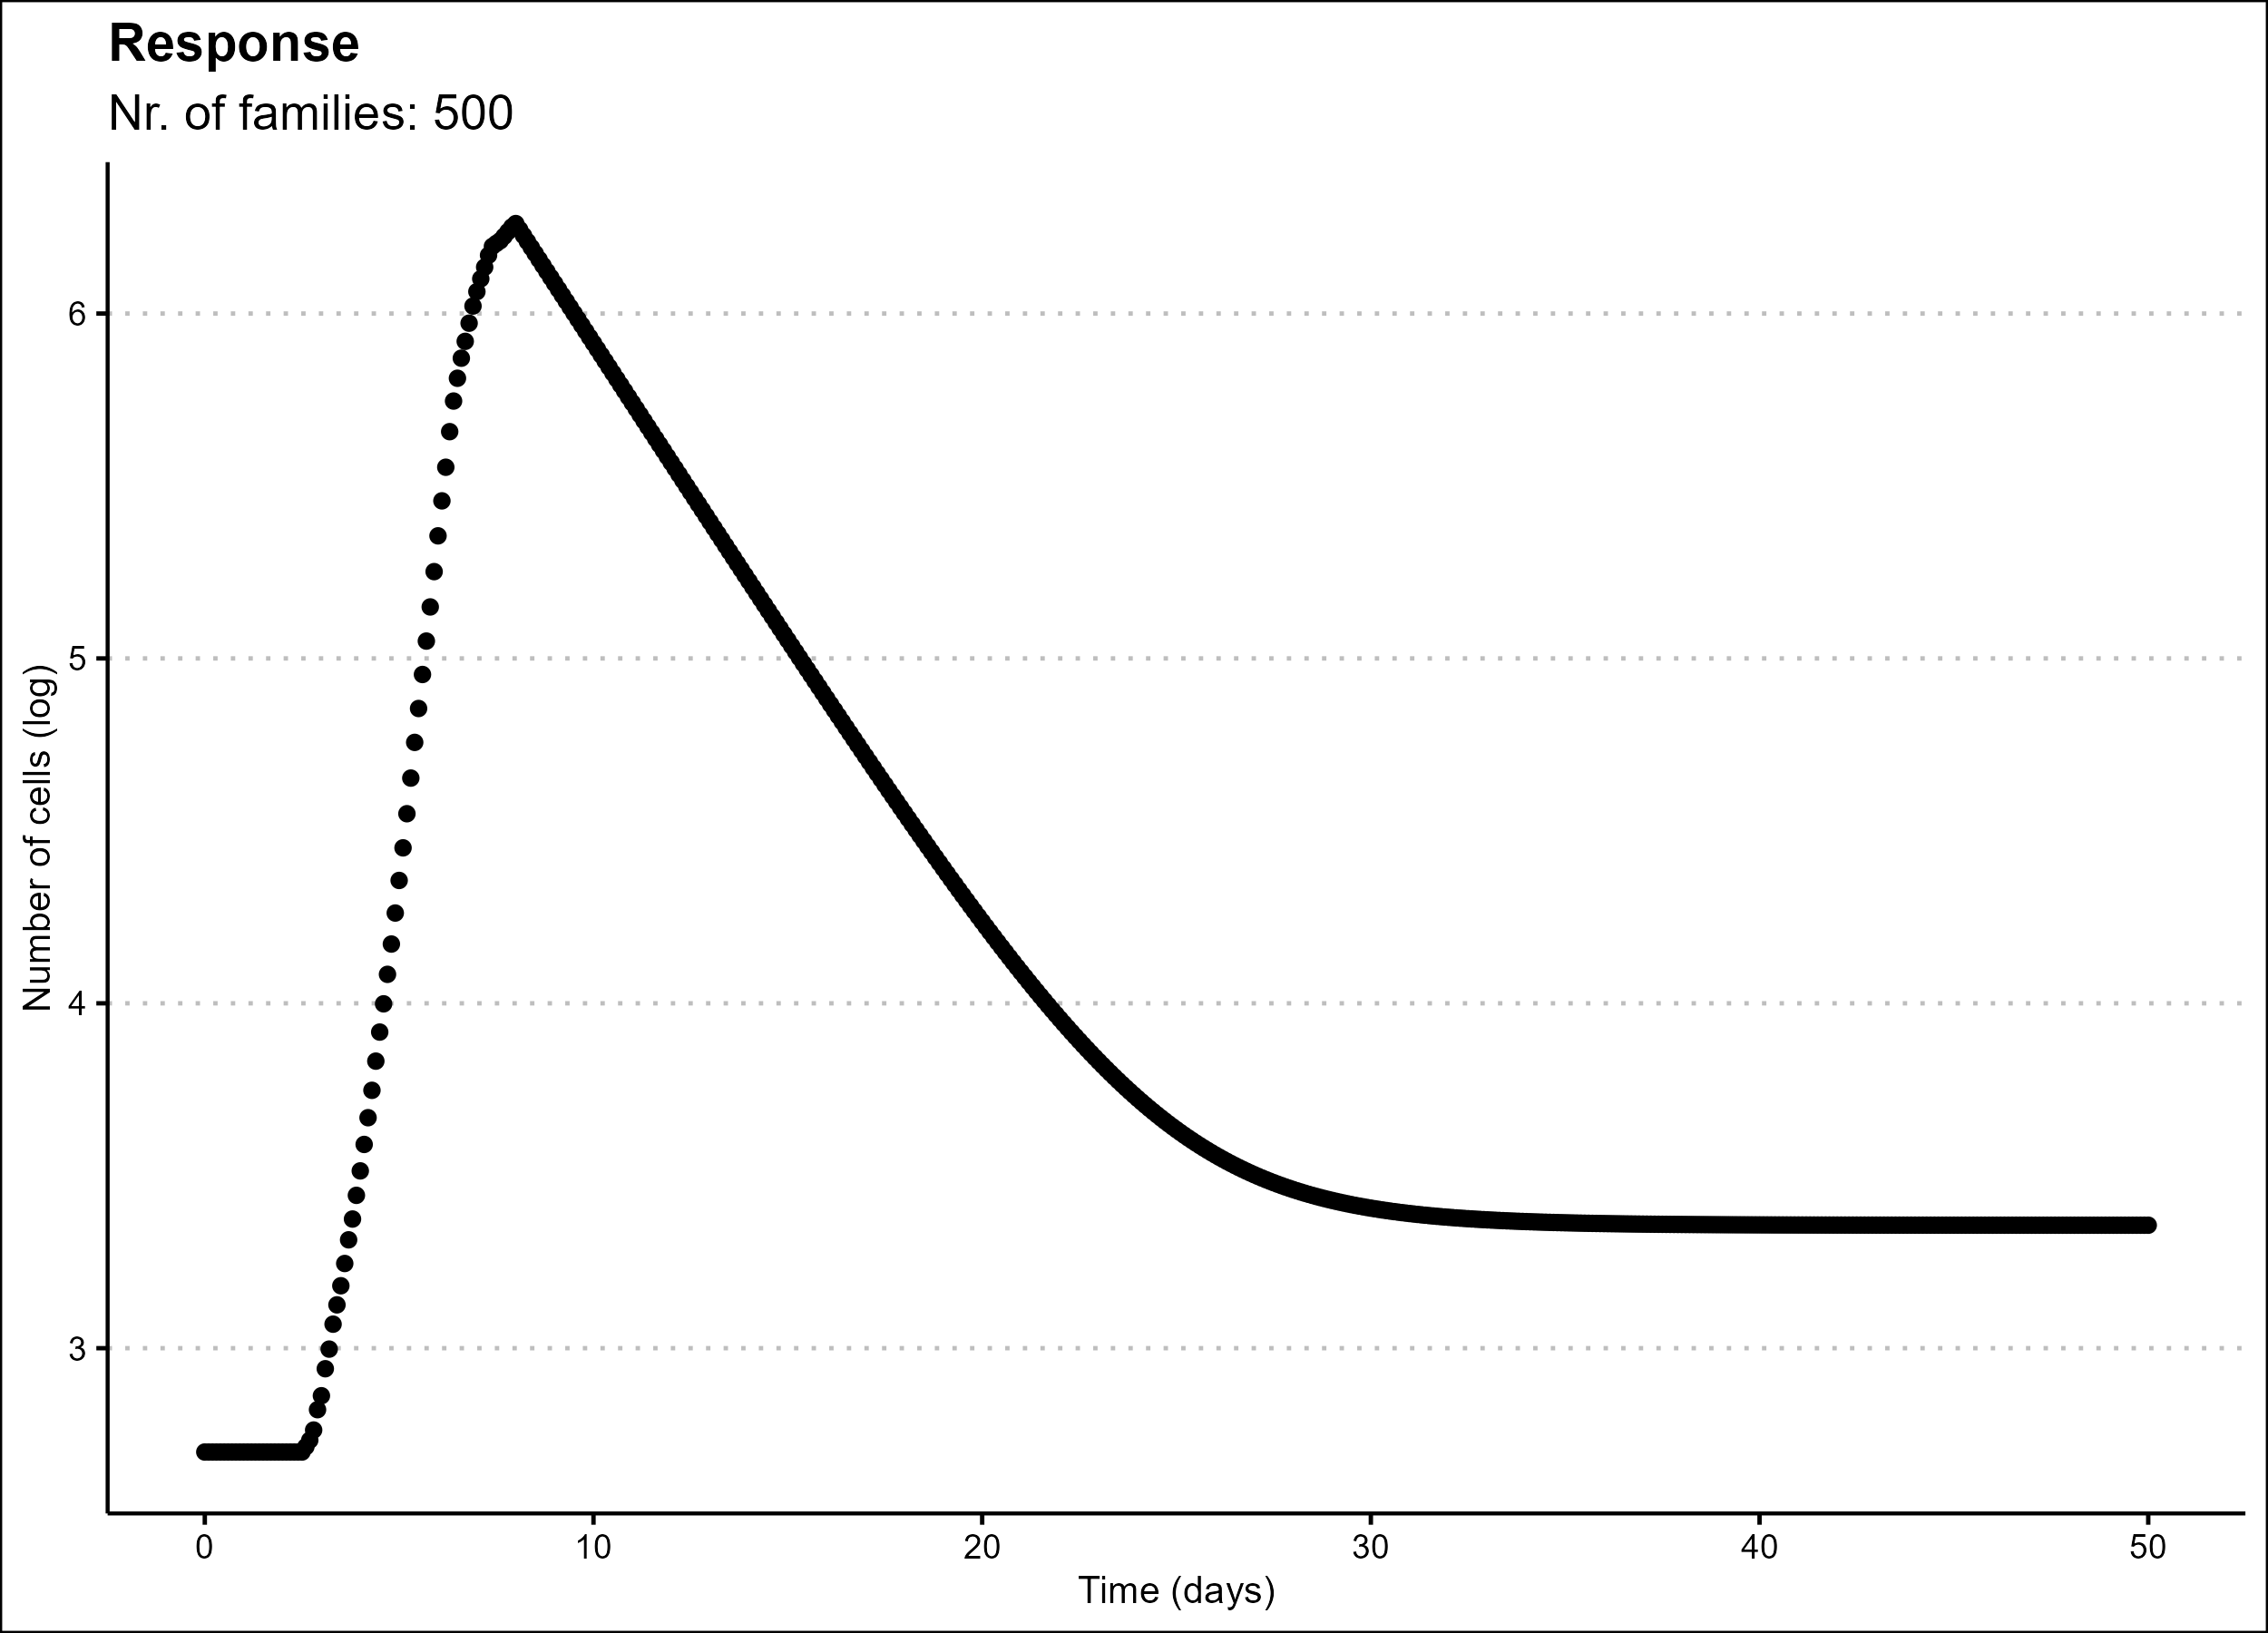 Response
Nr. of families: 500
Number of cells (log)
6
5
4
3
0 10 20 30 40 50
Time (days)